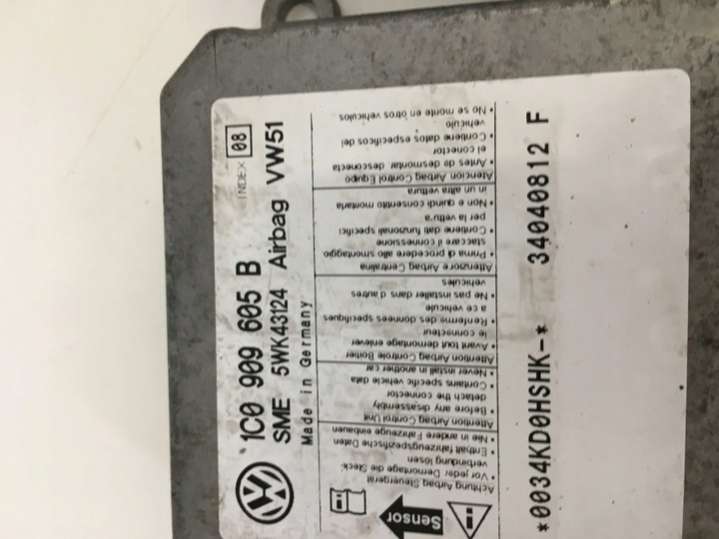 1C0 909 605 B
INDEX 08
SME 5WK43124 Airbag VW51
Made in Germany
Achtung Airbag Steuergerät
• Vor jeder Demontage die Steck-
verbindung lösen
• Enthält fahrzeugspezifische Daten
• Nie in andere Fahrzeuge einbauen
Attention Airbag Control Unit
• Before any disassembly
detach the connector
• Contains specific vehicle data
• Never install in another car
Attention Airbag Controle Boitier
• Avant tout demontage enlever
le connecteur
• Renferme des données specifiques
a ce vehicule
• Ne pas installer dans d'autres
vehicules
Attenzione Airbag Centralina
• Prima di procedere allo smontaggio,
staccare il connessione
• Contiene dati funzionali specifici
per la vettura
• Non e quindi consentito montarla
in un altra vettura
Atencion Airbag Control Equipo
• Antes de desmontar, desconecta
el conector
• Contiene datos especificos del
vehiculo
• No se monte en otros vehiculos.
Sensor
*0034KD0HSHK-* 34040812 F